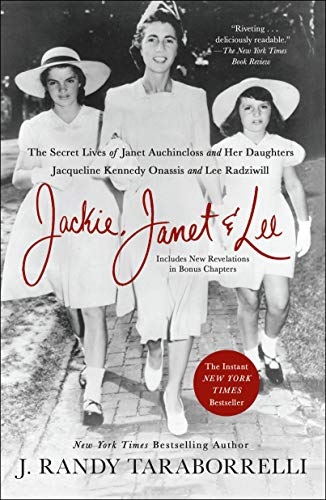 "Riveting . . .
deliciously readable."
—The New York Times
Book Review
The Secret Lives of Janet Auchincloss and Her Daughters
Jacqueline Kennedy Onassis and Lee Radziwill
Jackie, Janet & Lee
Includes New Revelations
in Bonus Chapters
The Instant
NEW YORK
TIMES
Bestseller
New York Times Bestselling Author
J. RANDY TARABORRELLI